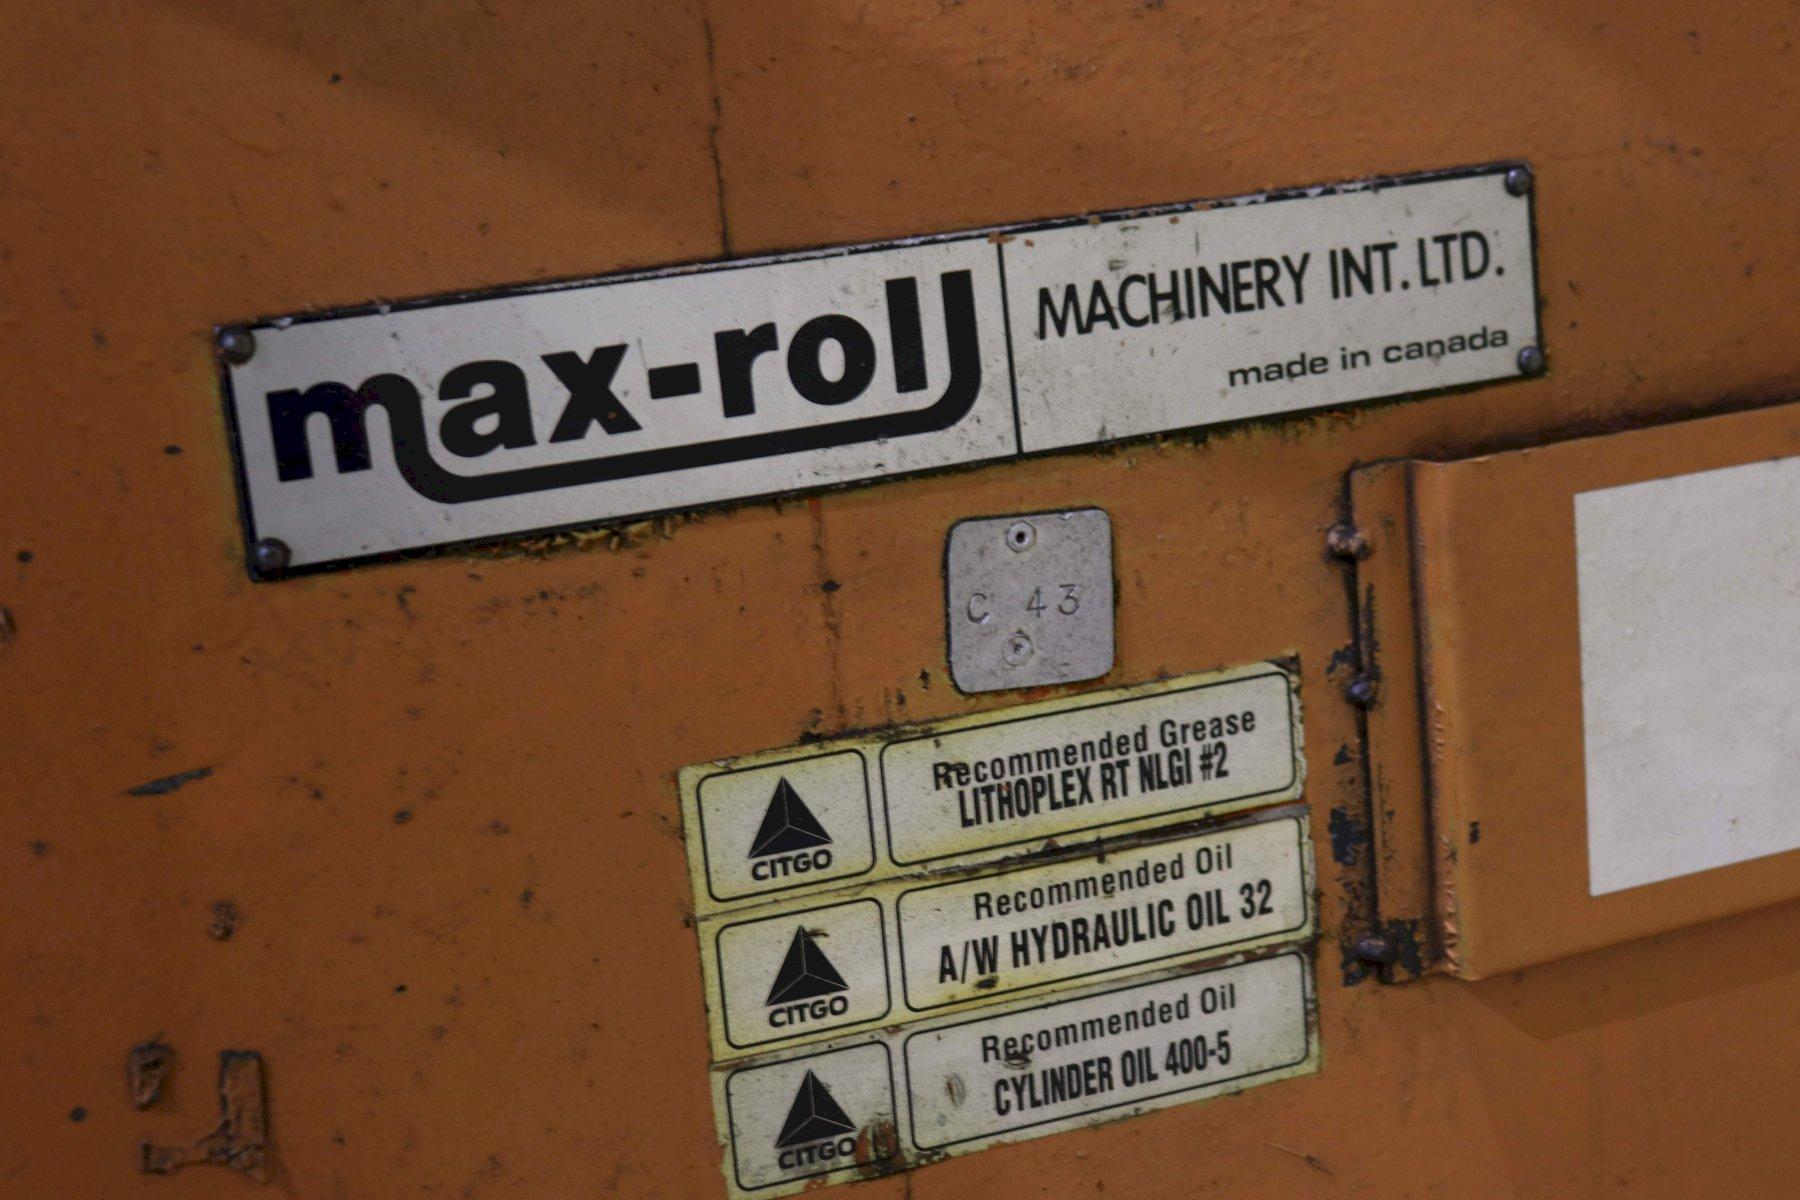 max-roll
MACHINERY INT. LTD.
made in canada
C 43
Recommended Grease
LITHOPLEX RT NLGI #2
CITGO
Recommended Oil
A/W HYDRAULIC OIL 32
CITGO
Recommended Oil
CYLINDER OIL 400-5
CITGO